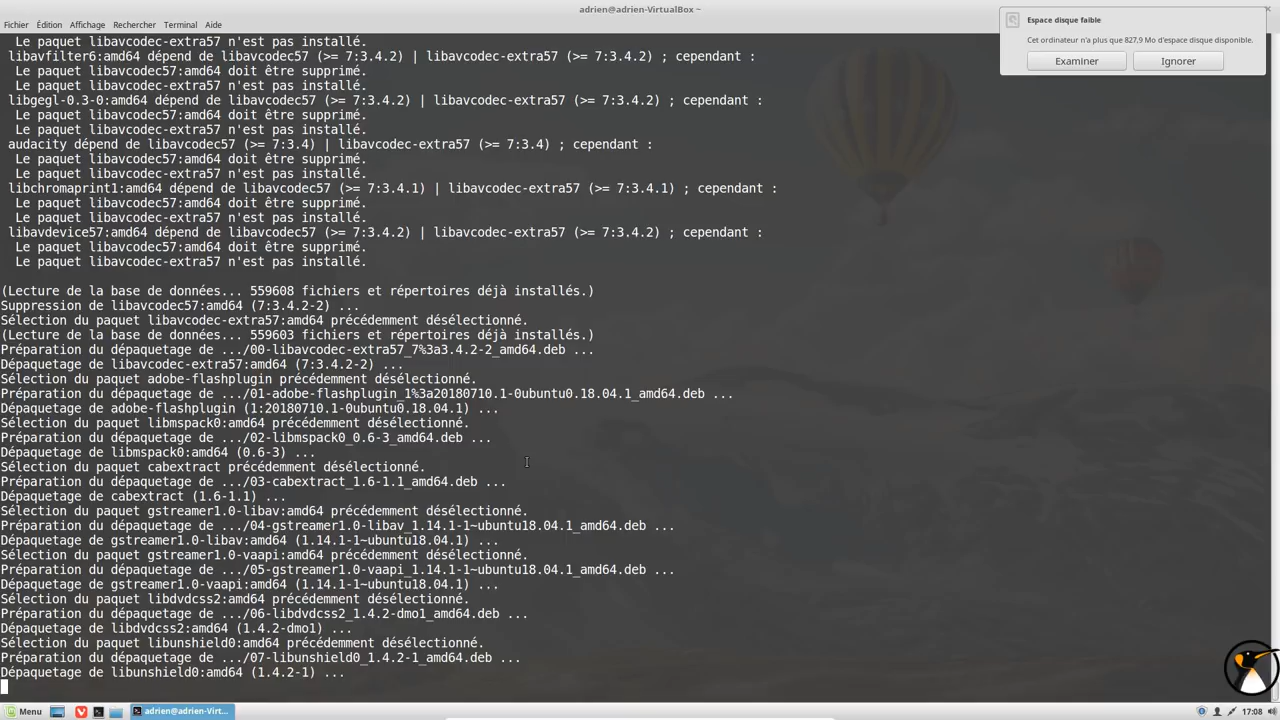 adrien@adrien-VirtualBox ~
Fichier Édition Affichage Rechercher Terminal Aide
Espace disque faible
Cet ordinateur n'a plus que 827,9 Mo d'espace disque disponible.
Examiner Ignorer
Le paquet libavcodec-extra57 n'est pas installé.
libavfilter6:amd64 dépend de libavcodec57 (>= 7:3.4.2) | libavcodec-extra57 (>= 7:3.4.2) ; cependant :
Le paquet libavcodec57:amd64 doit être supprimé.
Le paquet libavcodec-extra57 n'est pas installé.
libgegl-0.3-0:amd64 dépend de libavcodec57 (>= 7:3.4.2) | libavcodec-extra57 (>= 7:3.4.2) ; cependant :
Le paquet libavcodec57:amd64 doit être supprimé.
Le paquet libavcodec-extra57 n'est pas installé.
audacity dépend de libavcodec57 (>= 7:3.4) | libavcodec-extra57 (>= 7:3.4) ; cependant :
Le paquet libavcodec57:amd64 doit être supprimé.
Le paquet libavcodec-extra57 n'est pas installé.
libchromaprint1:amd64 dépend de libavcodec57 (>= 7:3.4.1) | libavcodec-extra57 (>= 7:3.4.1) ; cependant :
Le paquet libavcodec57:amd64 doit être supprimé.
Le paquet libavcodec-extra57 n'est pas installé.
libavdevice57:amd64 dépend de libavcodec57 (>= 7:3.4.2) | libavcodec-extra57 (>= 7:3.4.2) ; cependant :
Le paquet libavcodec57:amd64 doit être supprimé.
Le paquet libavcodec-extra57 n'est pas installé.
(Lecture de la base de données... 559608 fichiers et répertoires déjà installés.)
Suppression de libavcodec57:amd64 (7:3.4.2-2) ...
Sélection du paquet libavcodec-extra57:amd64 précédemment désélectionné.
(Lecture de la base de données... 559603 fichiers et répertoires déjà installés.)
Préparation du dépaquetage de .../00-libavcodec-extra57_7%3a3.4.2-2_amd64.deb ...
Dépaquetage de libavcodec-extra57:amd64 (7:3.4.2-2) ...
Sélection du paquet adobe-flashplugin précédemment désélectionné.
Préparation du dépaquetage de .../01-adobe-flashplugin_1%3a20180710.1-0ubuntu0.18.04.1_amd64.deb ...
Dépaquetage de adobe-flashplugin (1:20180710.1-0ubuntu0.18.04.1) ...
Sélection du paquet libmspack0:amd64 précédemment désélectionné.
Préparation du dépaquetage de .../02-libmspack0_0.6-3_amd64.deb ...
Dépaquetage de libmspack0:amd64 (0.6-3) ...
Sélection du paquet cabextract précédemment désélectionné.
Préparation du dépaquetage de .../03-cabextract_1.6-1.1_amd64.deb ...
Dépaquetage de cabextract (1.6-1.1) ...
Sélection du paquet gstreamer1.0-libav:amd64 précédemment désélectionné.
Préparation du dépaquetage de .../04-gstreamer1.0-libav_1.14.1-1~ubuntu18.04.1_amd64.deb ...
Dépaquetage de gstreamer1.0-libav:amd64 (1.14.1-1~ubuntu18.04.1) ...
Sélection du paquet gstreamer1.0-vaapi:amd64 précédemment désélectionné.
Préparation du dépaquetage de .../05-gstreamer1.0-vaapi_1.14.1-1~ubuntu18.04.1_amd64.deb ...
Dépaquetage de gstreamer1.0-vaapi:amd64 (1.14.1-1~ubuntu18.04.1) ...
Sélection du paquet libdvdcss2:amd64 précédemment désélectionné.
Préparation du dépaquetage de .../06-libdvdcss2_1.4.2-dmo1_amd64.deb ...
Dépaquetage de libdvdcss2:amd64 (1.4.2-dmo1) ...
Sélection du paquet libunshield0:amd64 précédemment désélectionné.
Préparation du dépaquetage de .../07-libunshield0_1.4.2-1_amd64.deb ...
Dépaquetage de libunshield0:amd64 (1.4.2-1) ...
Menu adrien@adrien-Virt... 17:08